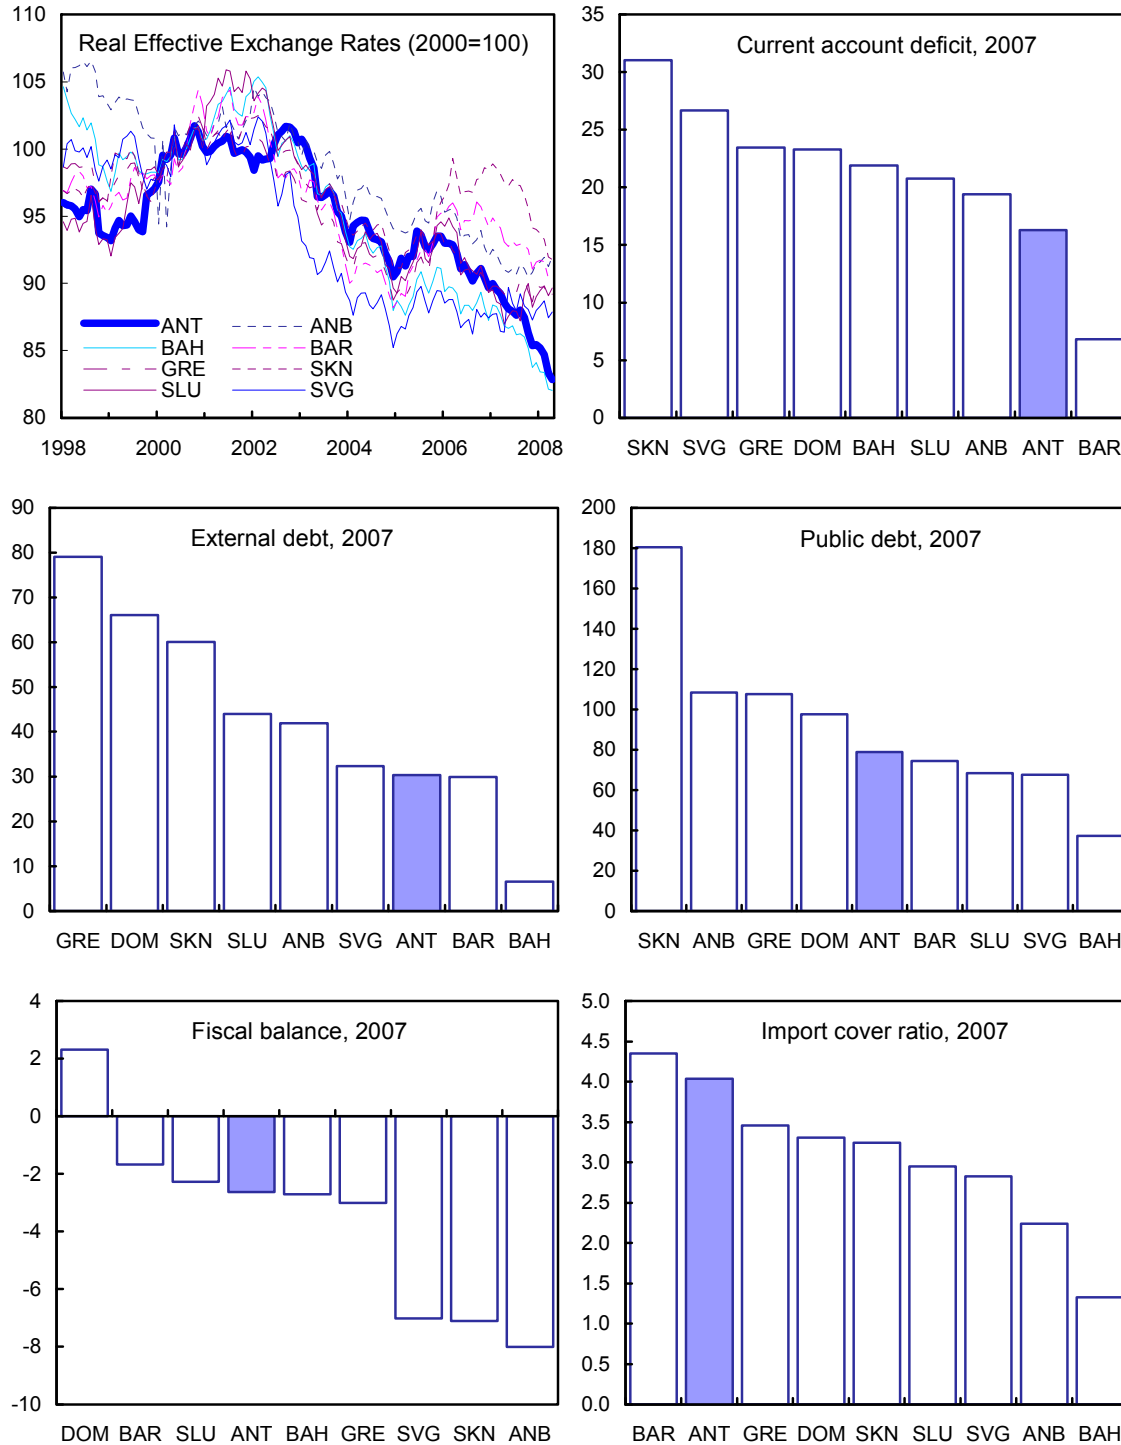 Real Effective Exchange Rates (2000=100)
110
105
100
95
90
85
80
ANT
ANB
BAH
BAR
GRE
SKN
SLU
SVG
1998 2000 2002 2004 2006 2008
Current account deficit, 2007
35
30
25
20
15
10
5
0
SKN SVG GRE DOM BAH SLU ANB ANT BAR
External debt, 2007
90
80
70
60
50
40
30
20
10
0
GRE DOM SKN SLU ANB SVG ANT BAR BAH
Public debt, 2007
200
180
160
140
120
100
80
60
40
20
0
SKN ANB GRE DOM ANT BAR SLU SVG BAH
Fiscal balance, 2007
4
2
0
-2
-4
-6
-8
-10
DOM BAR SLU ANT BAH GRE SVG SKN ANB
Import cover ratio, 2007
5.0
4.5
4.0
3.5
3.0
2.5
2.0
1.5
1.0
0.5
0.0
BAR ANT GRE DOM SKN SLU SVG ANB BAH